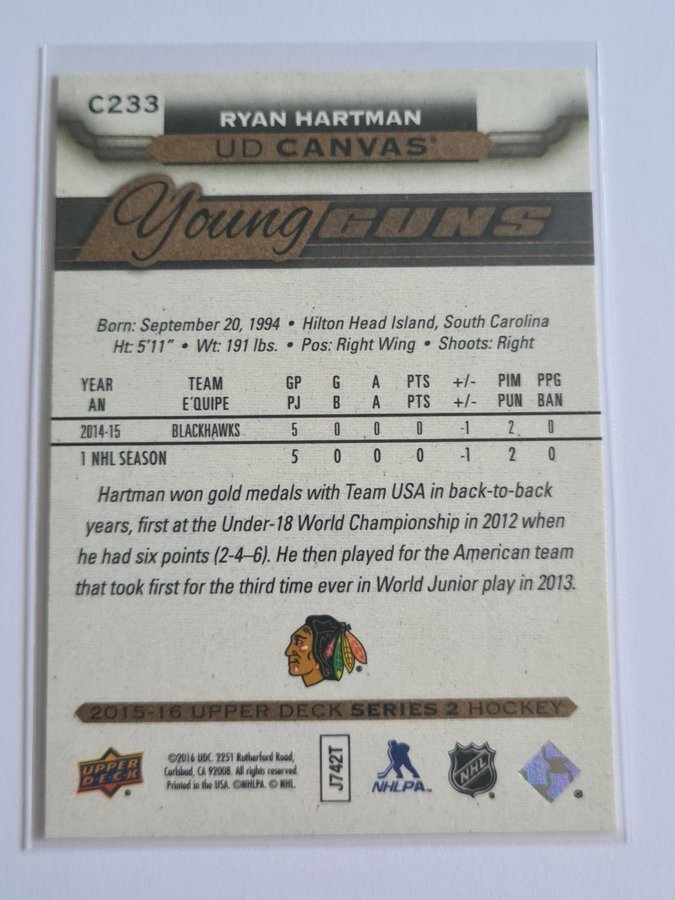 C233
RYAN HARTMAN
UD CANVAS®
Young GUNS
Born: September 20, 1994 • Hilton Head Island, South Carolina
Ht: 5'11" • Wt: 191 lbs. • Pos: Right Wing • Shoots: Right
YEAR TEAM GP G A PTS +/- PIM PPG
AN E'QUIPE PJ B A PTS +/- PUN BAN
2014-15 BLACKHAWKS 5 0 0 0 -1 2 0
1 NHL SEASON 5 0 0 0 -1 2 0
Hartman won gold medals with Team USA in back-to-back
years, first at the Under-18 World Championship in 2012 when
he had six points (2-4–6). He then played for the American team
that took first for the third time ever in World Junior play in 2013.
2015-16 UPPER DECK SERIES 2 HOCKEY
UPPER DECK
©2016 UDC. 2251 Rutherford Road,
Carlsbad, CA 92008. All rights reserved.
Printed in the USA. ©NHLPA. © NHL.
J742T
NHLPA
NHL